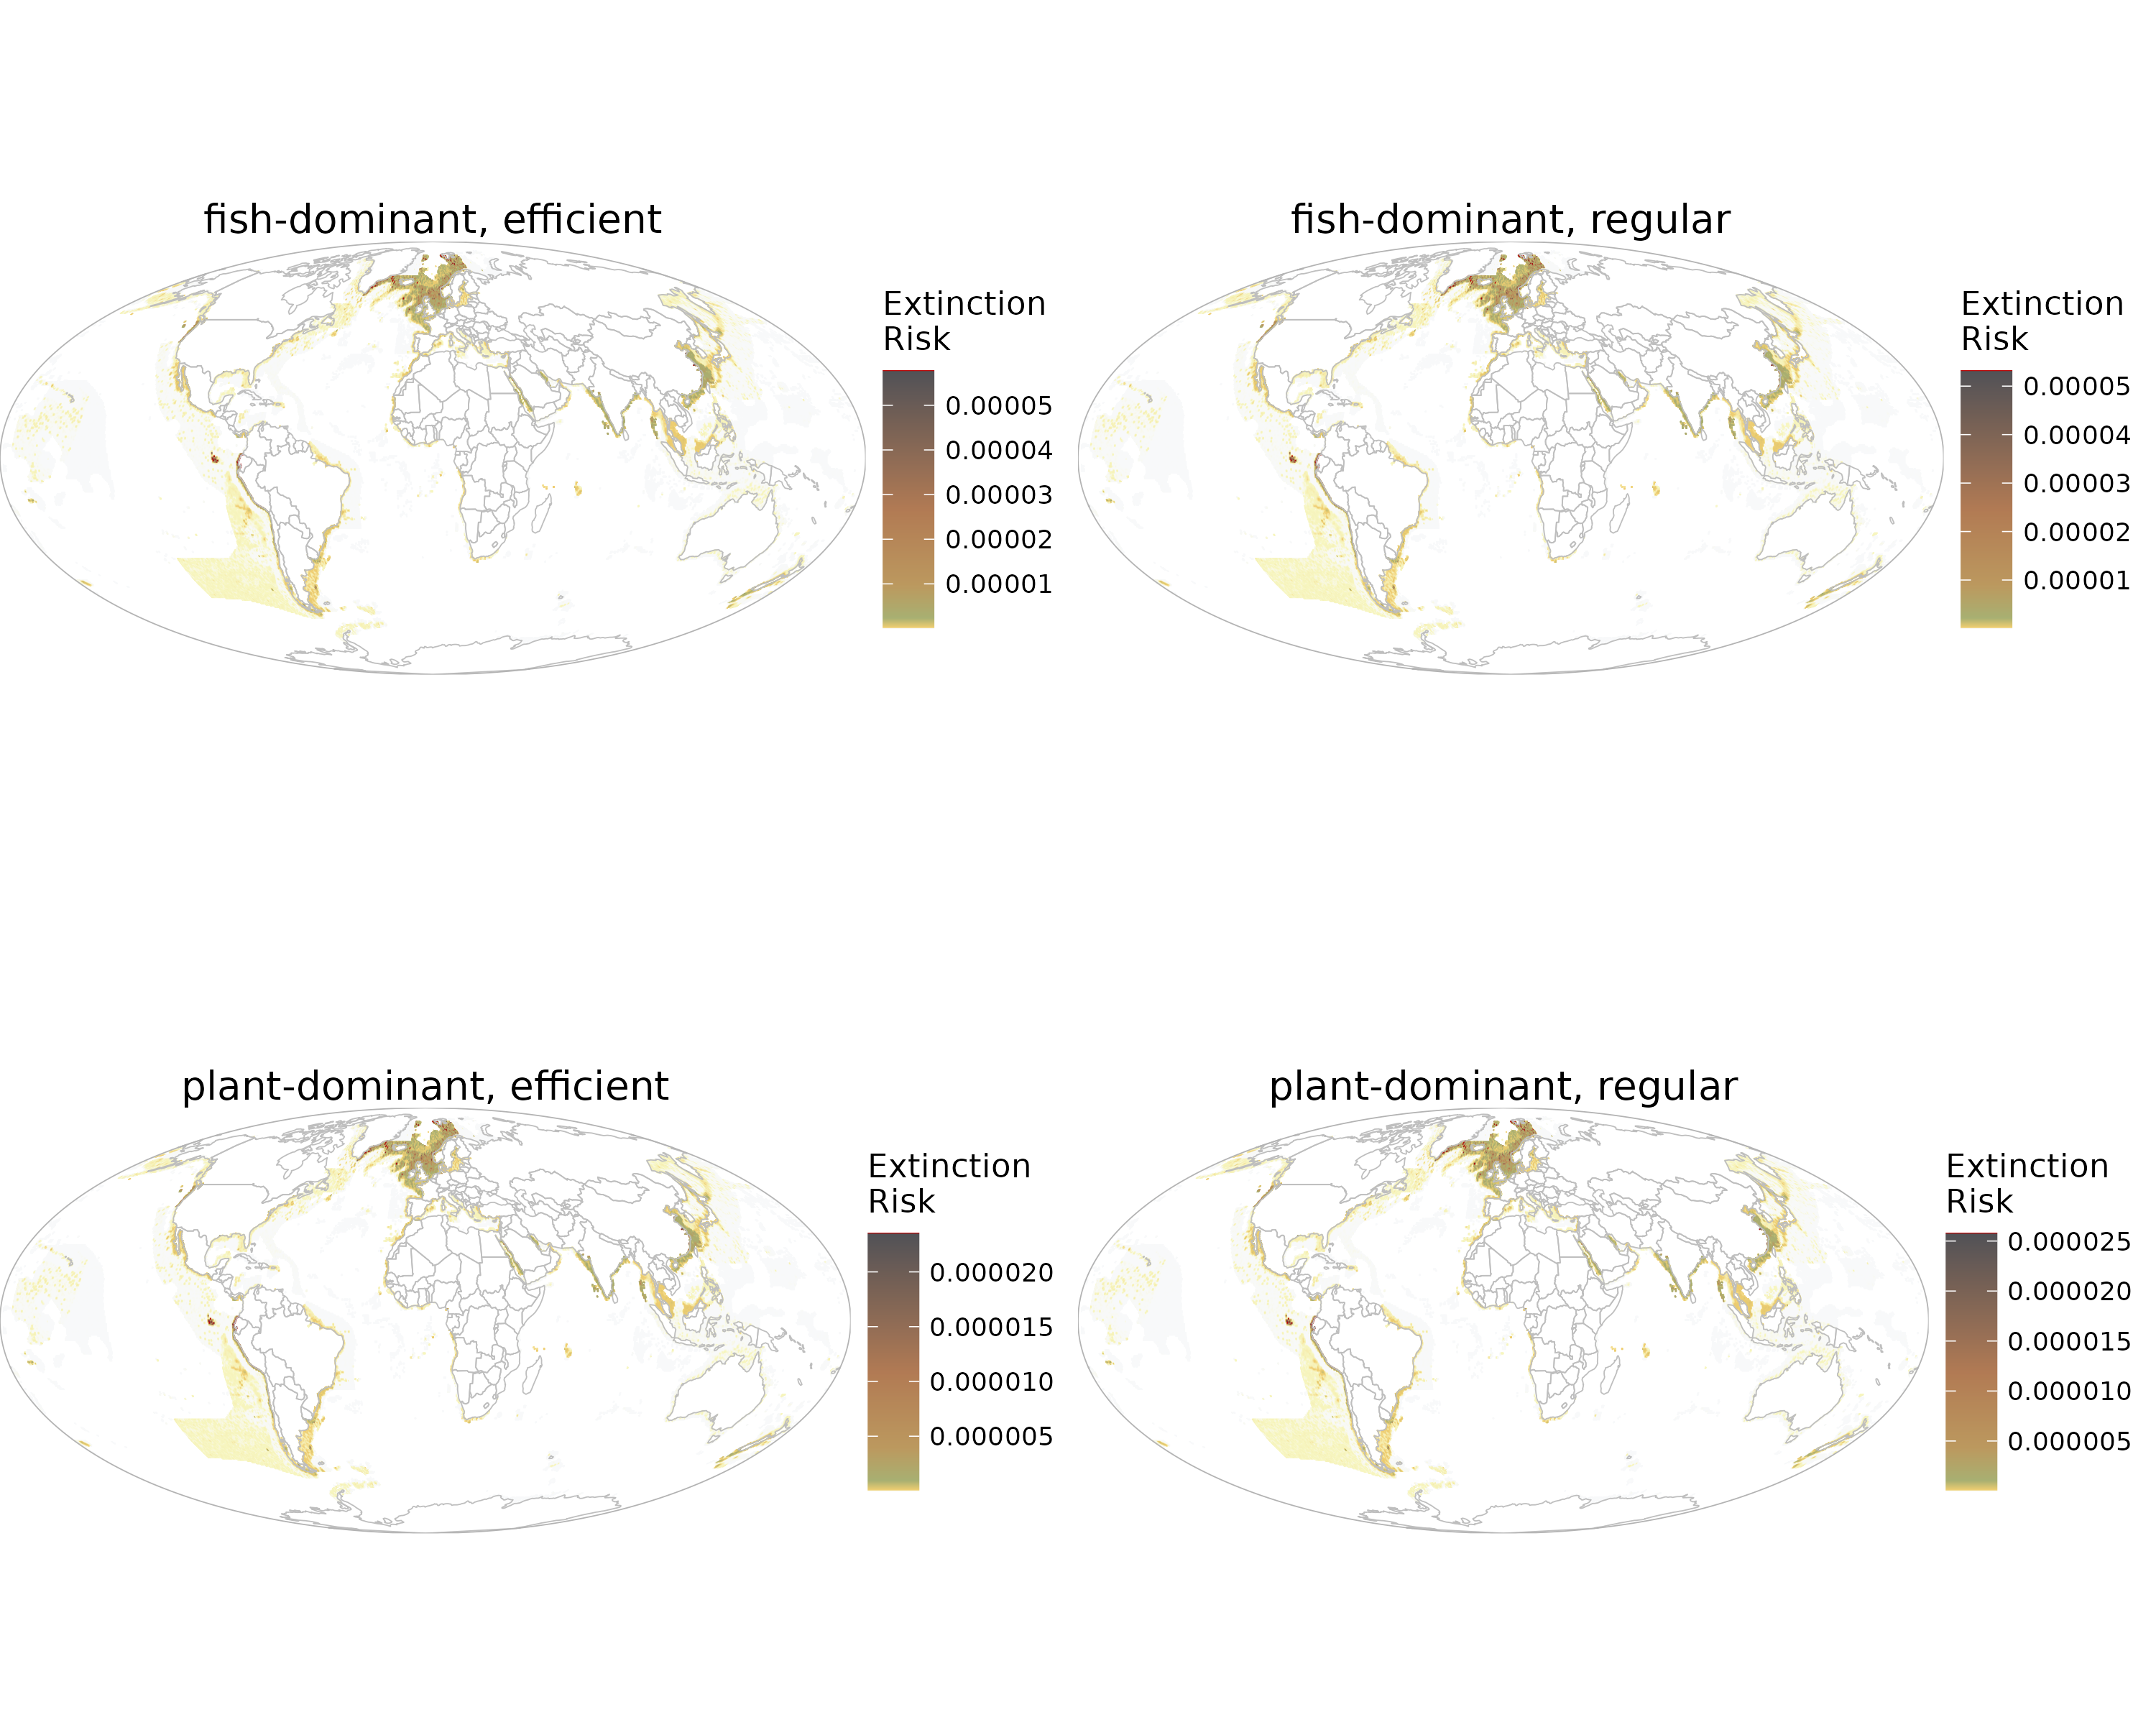 fish-dominant, efficient
Extinction
Risk
0.00005
0.00004
0.00003
0.00002
0.00001
fish-dominant, regular
Extinction
Risk
0.00005
0.00004
0.00003
0.00002
0.00001
plant-dominant, efficient
Extinction
Risk
0.000020
0.000015
0.000010
0.000005
plant-dominant, regular
Extinction
Risk
0.000025
0.000020
0.000015
0.000010
0.000005